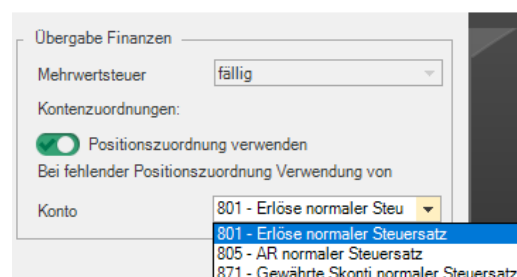 Übergabe Finanzen
Mehrwertsteuer fällig
Kontenzuordnungen:
Positionszuordnung verwenden
Bei fehlender Positionszuordnung Verwendung von
Konto 801 - Erlöse normaler Steu
801 - Erlöse normaler Steuersatz
805 - AR normaler Steuersatz
871 - Gewährte Skonti normaler Steuersatz